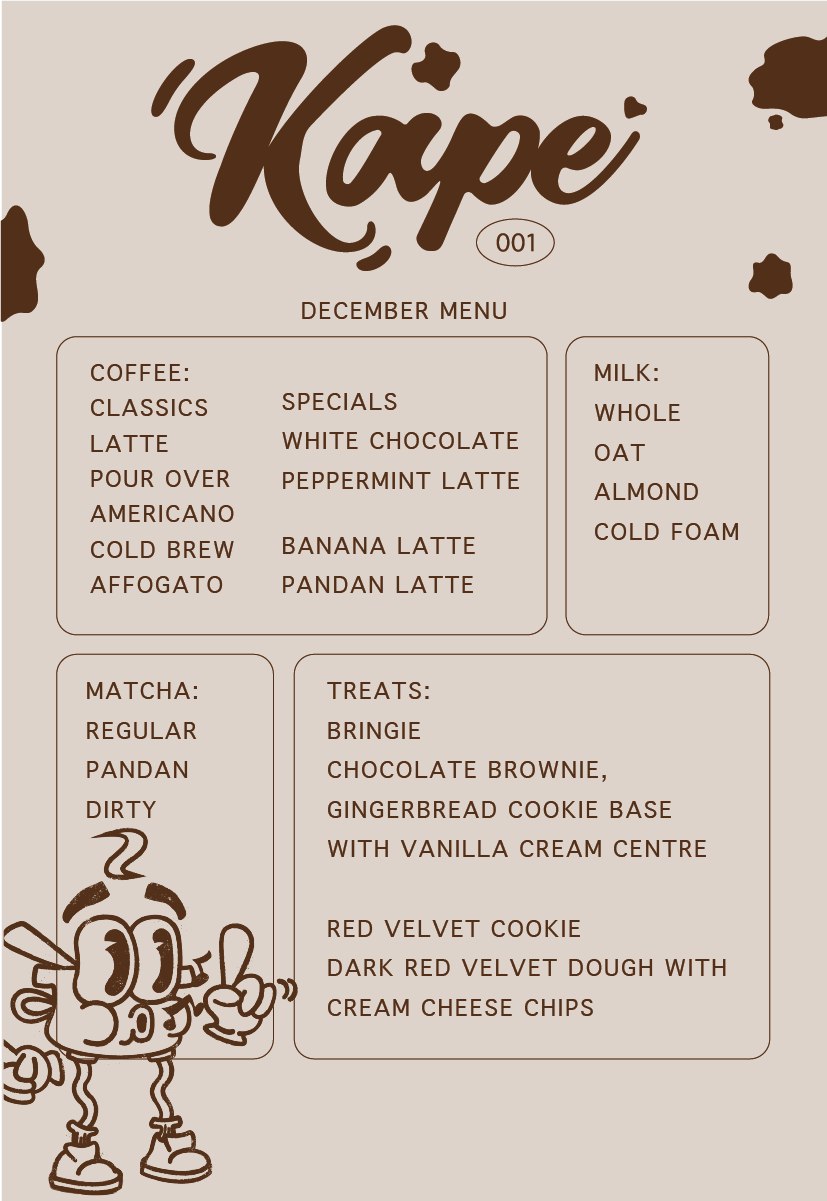 Kape
001
DECEMBER MENU
COFFEE:
CLASSICS
LATTE
POUR OVER
AMERICANO
COLD BREW
AFFOGATO
SPECIALS
WHITE CHOCOLATE
PEPPERMINT LATTE
BANANA LATTE
PANDAN LATTE
MILK:
WHOLE
OAT
ALMOND
COLD FOAM
MATCHA:
REGULAR
PANDAN
DIRTY
TREATS:
BRINGIE
CHOCOLATE BROWNIE,
GINGERBREAD COOKIE BASE
WITH VANILLA CREAM CENTRE
RED VELVET COOKIE
DARK RED VELVET DOUGH WITH
CREAM CHEESE CHIPS